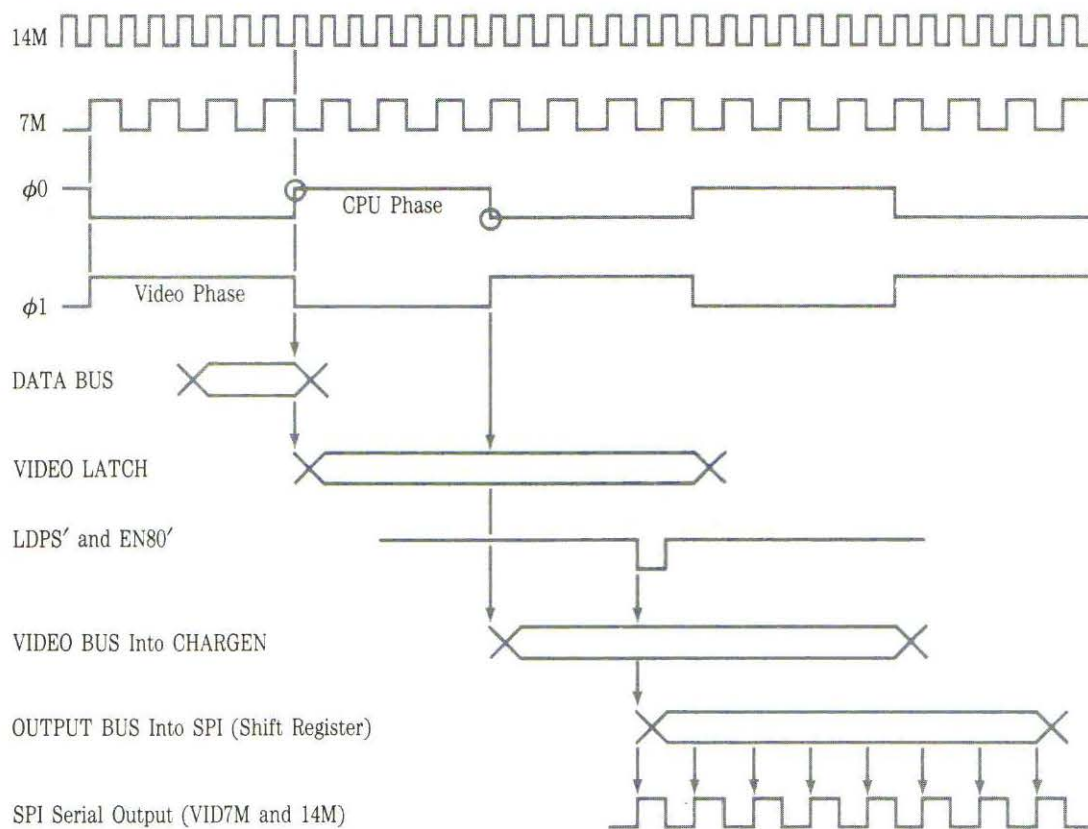 14M
7M
ϕ0
CPU Phase
ϕ1
Video Phase
DATA BUS
VIDEO LATCH
LDPS′ and EN80′
VIDEO BUS Into CHARGEN
OUTPUT BUS Into SPI (Shift Register)
SPI Serial Output (VID7M and 14M)